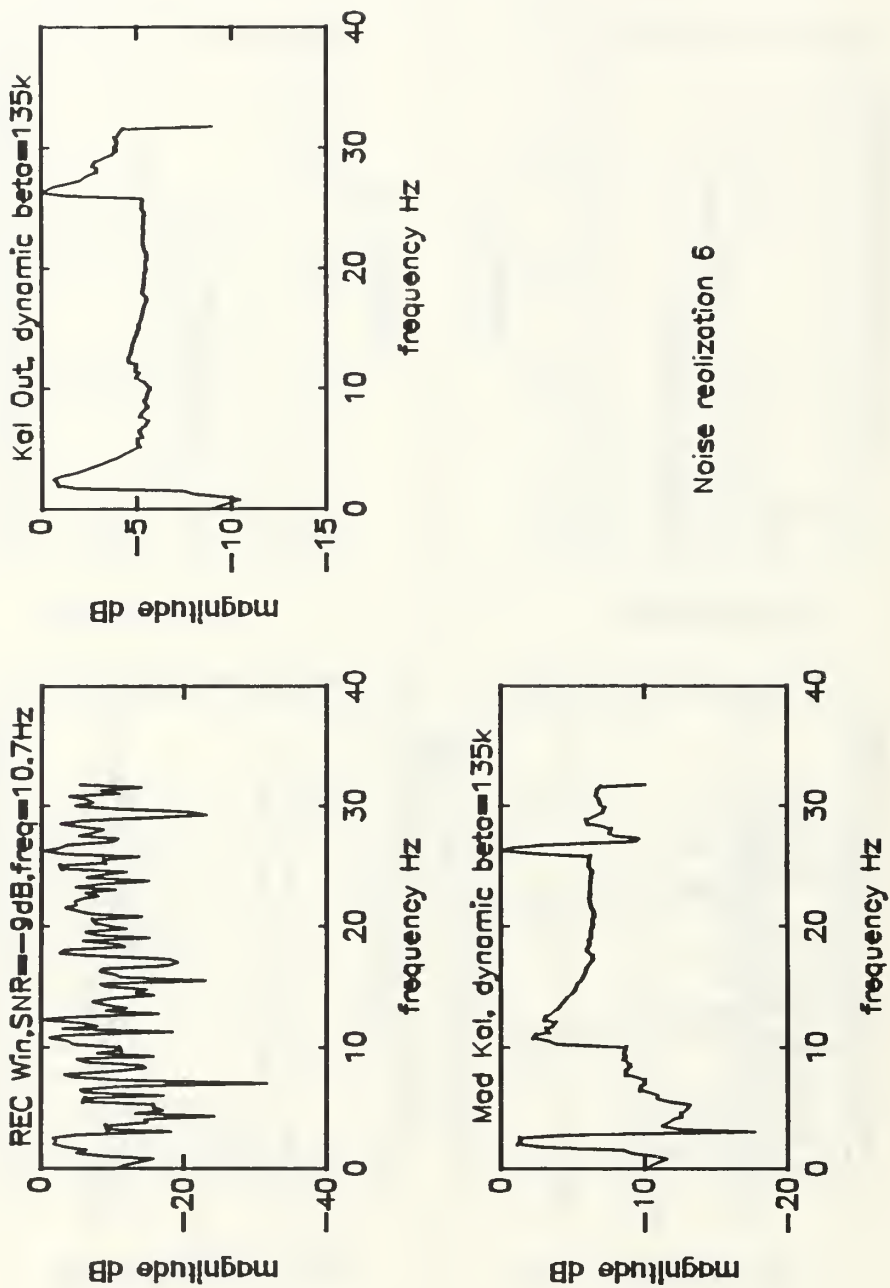 REC Win,SNR=-9dB,freq=10.7Hz
0
-20
-40
magnitude dB
0
10
20
30
40
frequency Hz
Kal Out, dynamic beta=135k
0
-5
-10
-15
magnitude dB
0
10
20
30
40
frequency Hz
Mod Kal, dynamic beta=135k
0
-10
-20
magnitude dB
0
10
20
30
40
frequency Hz
Noise realization 6